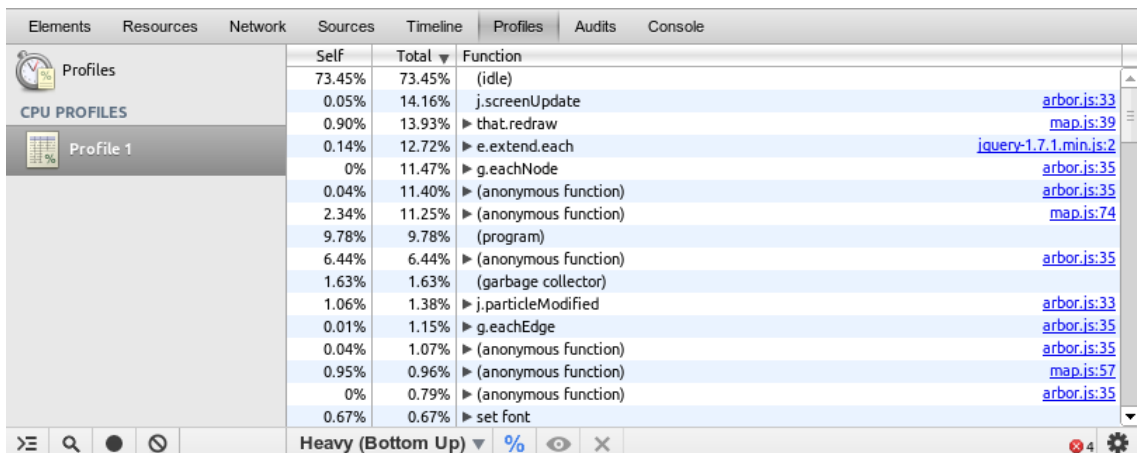 Elements Resources Network Sources Timeline Profiles Audits Console
Profiles
CPU PROFILES
Profile 1
Self Total ▼ Function
73.45% 73.45% (idle)
0.05% 14.16% j.screenUpdate arbor.js:33
0.90% 13.93% ▶ that.redraw map.js:39
0.14% 12.72% ▶ e.extend.each jquery-1.7.1.min.js:2
0% 11.47% ▶ g.eachNode arbor.js:35
0.04% 11.40% ▶ (anonymous function) arbor.js:35
2.34% 11.25% ▶ (anonymous function) map.js:74
9.78% 9.78% (program)
6.44% 6.44% ▶ (anonymous function) arbor.js:35
1.63% 1.63% (garbage collector)
1.06% 1.38% ▶ j.particleModified arbor.js:33
0.01% 1.15% ▶ g.eachEdge arbor.js:35
0.04% 1.07% ▶ (anonymous function) arbor.js:35
0.95% 0.96% ▶ (anonymous function) map.js:57
0% 0.79% ▶ (anonymous function) arbor.js:35
0.67% 0.67% ▶ set font
Heavy (Bottom Up) ▼ % 4